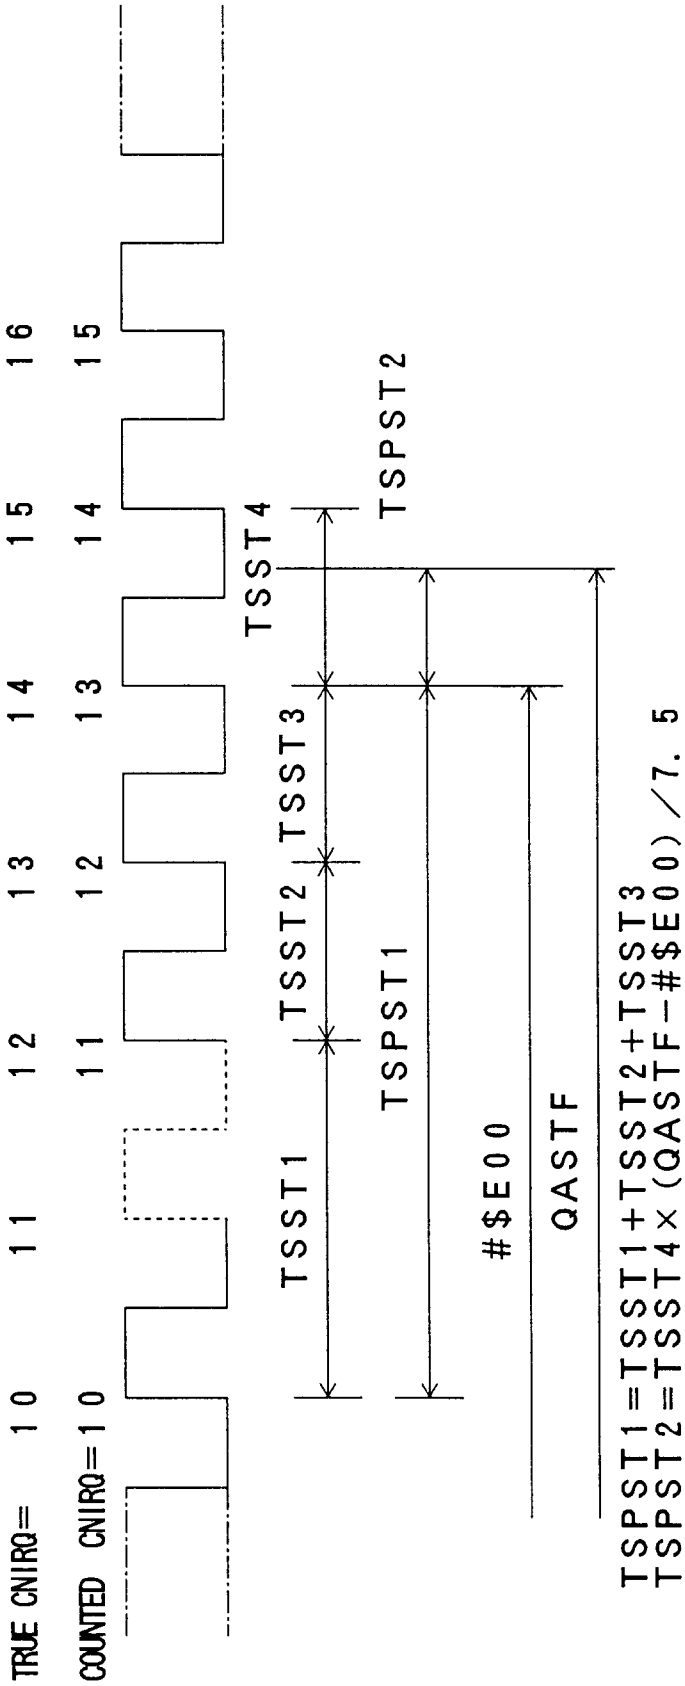 TRUE CNIRQ= 10 11 12 13 14 15 16
COUNTED CNIRQ=10 11 12 13 14 15
TSST1 TSST2 TSST3 TSST4
TSPST1 TSPST2
#$E00
QASTF
TSPST1=TSST1+TSST2+TSST3
TSPST2=TSST4×(QASTF-#$E00)/7.5